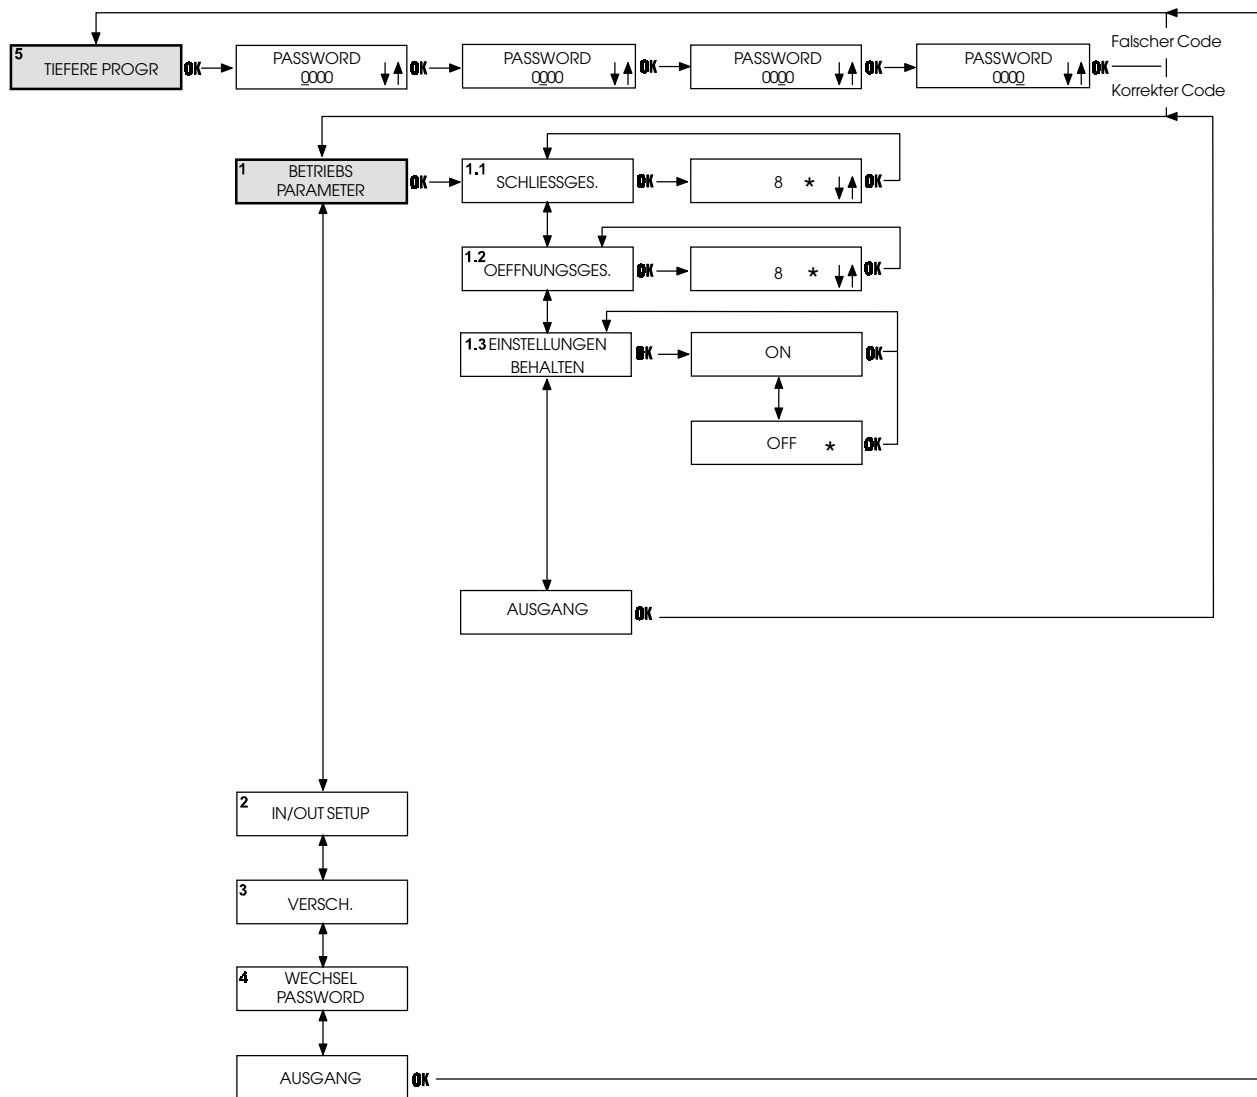 5
TIEFERE PROGR
OK
PASSWORD
0000
OK
PASSWORD
0000
OK
PASSWORD
0000
OK
PASSWORD
0000
OK
Falscher Code
Korrekter Code
1
BETRIEBS
PARAMETER
OK
1.1
SCHLIESSGES.
OK
8 *
OK
1.2
OEFFNUNGSGES.
OK
8 *
OK
1.3 EINSTELLUNGEN
BEHALTEN
OK
ON
OK
OFF *
OK
AUSGANG
OK
2
IN/OUT SETUP
3
VERSCH.
4
WECHSEL
PASSWORD
AUSGANG
OK